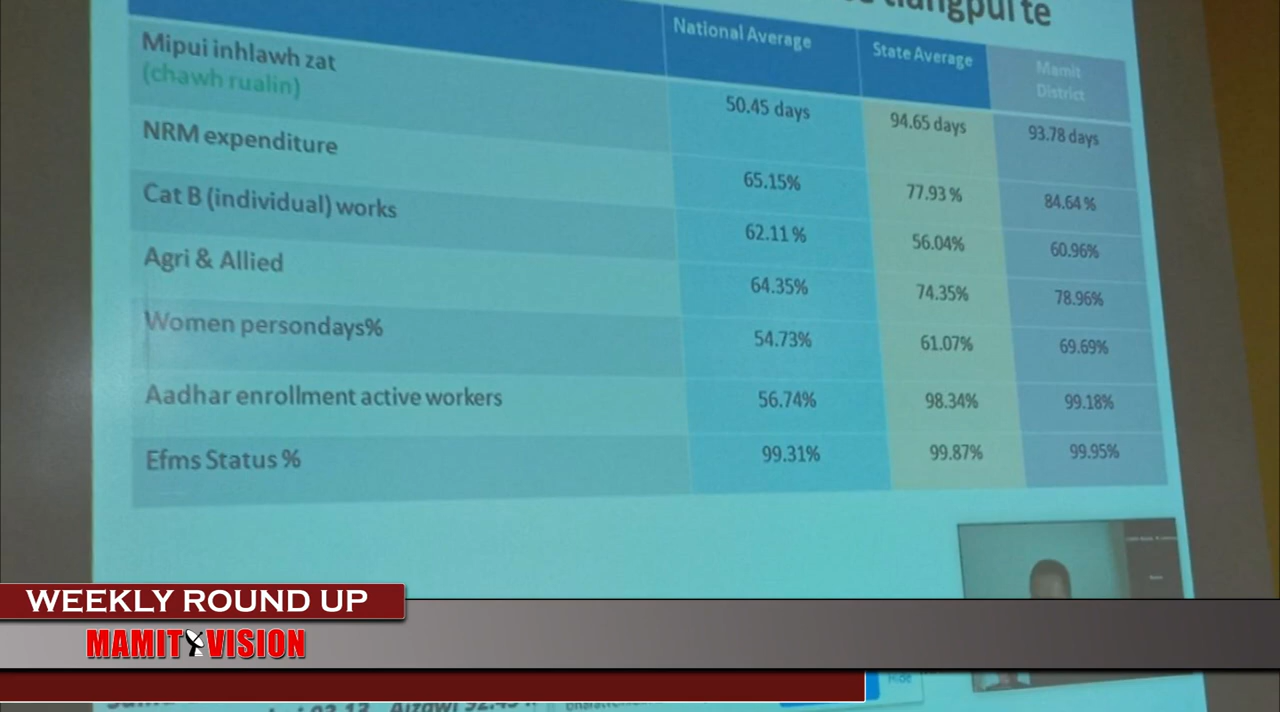 tlangpui te
National Average
State Average
Mamit
District
Mipui inhlawh zat
(chawh rualin)
50.45 days
94.65 days
93.78 days
NRM expenditure
65.15%
77.93 %
84.64 %
Cat B (individual) works
62.11 %
56.04%
60.96%
Agri & Allied
64.35%
74.35%
78.96%
Women persondays%
54.73%
61.07%
69.69%
Aadhar enrollment active workers
56.74%
98.34%
99.18%
Efms Status %
99.31%
99.87%
99.95%
WEEKLY ROUND UP
MAMIT VISION
Hide